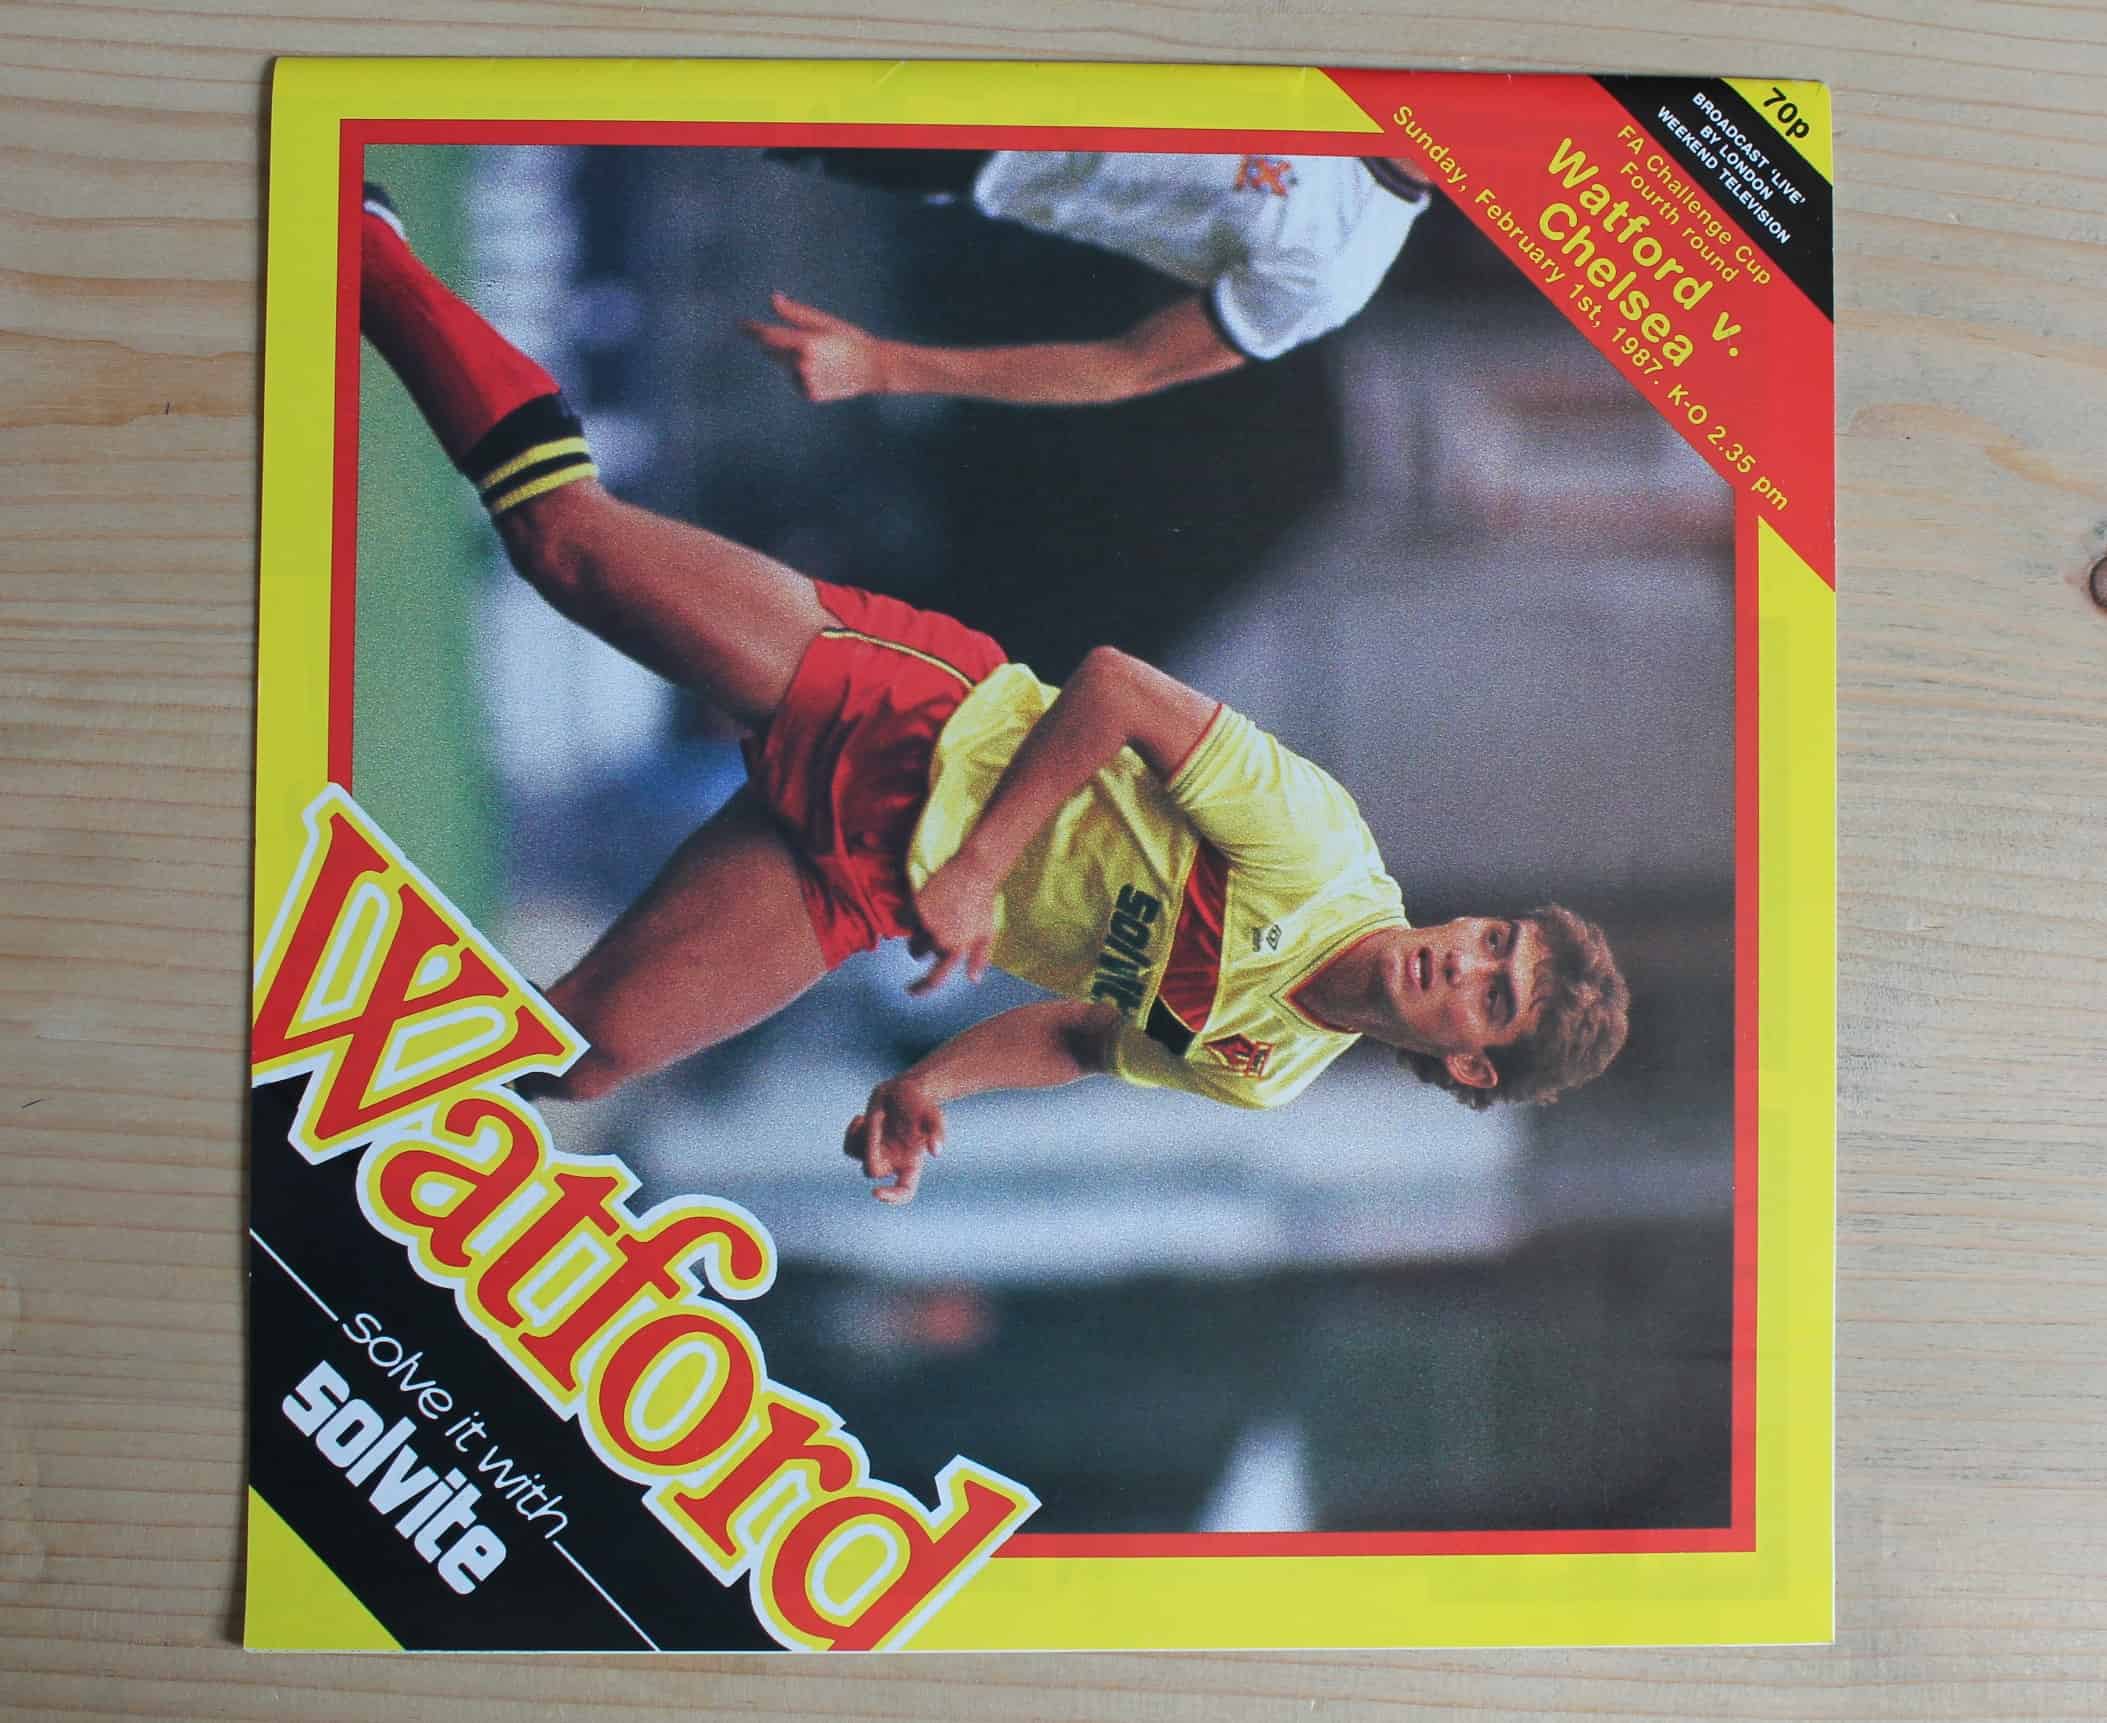 70p
BROADCAST 'LIVE'
BY LONDON
WEEKEND TELEVISION
FA Challenge Cup
Fourth round
Watford v.
Chelsea
Sunday, February 1st, 1987. K-O 2.35 pm
Solvite
Watford
solve it with
solvite